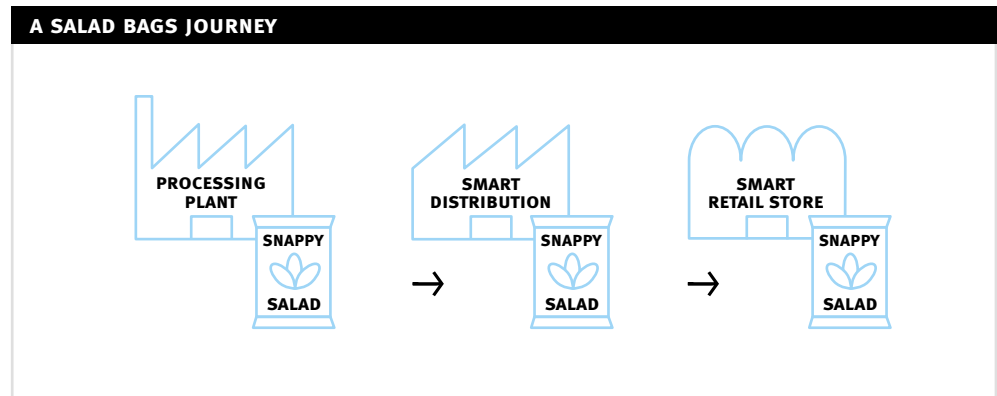 A SALAD BAGS JOURNEY
PROCESSING
PLANT
SNAPPY
SALAD
SMART
DISTRIBUTION
SNAPPY
SALAD
SMART
RETAIL STORE
SNAPPY
SALAD